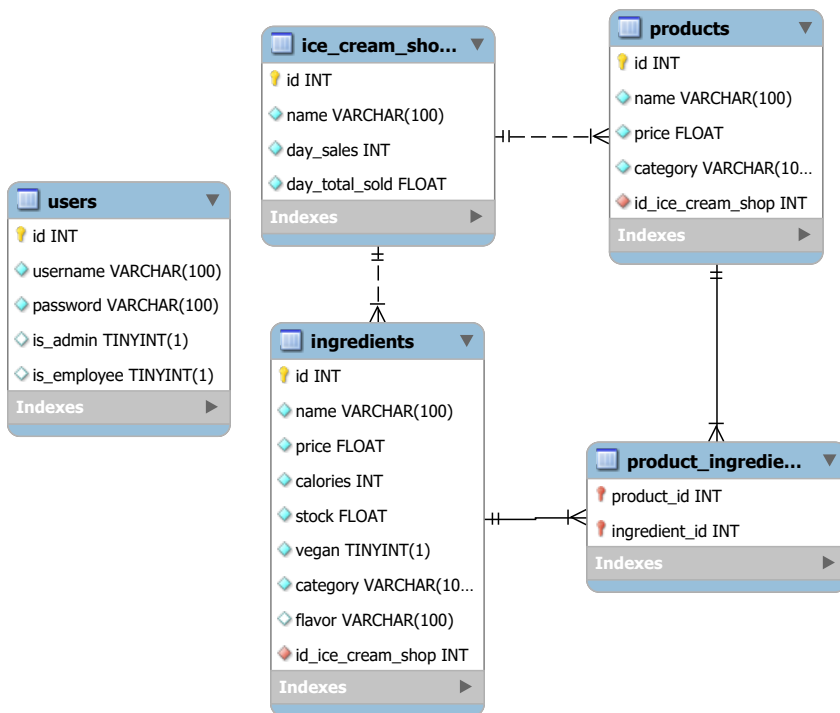 ice_cream_sho...
id INT
name VARCHAR(100)
day_sales INT
day_total_sold FLOAT
Indexes
products
id INT
name VARCHAR(100)
price FLOAT
category VARCHAR(10...
id_ice_cream_shop INT
Indexes
users
id INT
username VARCHAR(100)
password VARCHAR(100)
is_admin TINYINT(1)
is_employee TINYINT(1)
Indexes
ingredients
id INT
name VARCHAR(100)
price FLOAT
calories INT
stock FLOAT
vegan TINYINT(1)
category VARCHAR(10...
flavor VARCHAR(100)
id_ice_cream_shop INT
Indexes
product_ingredie...
product_id INT
ingredient_id INT
Indexes